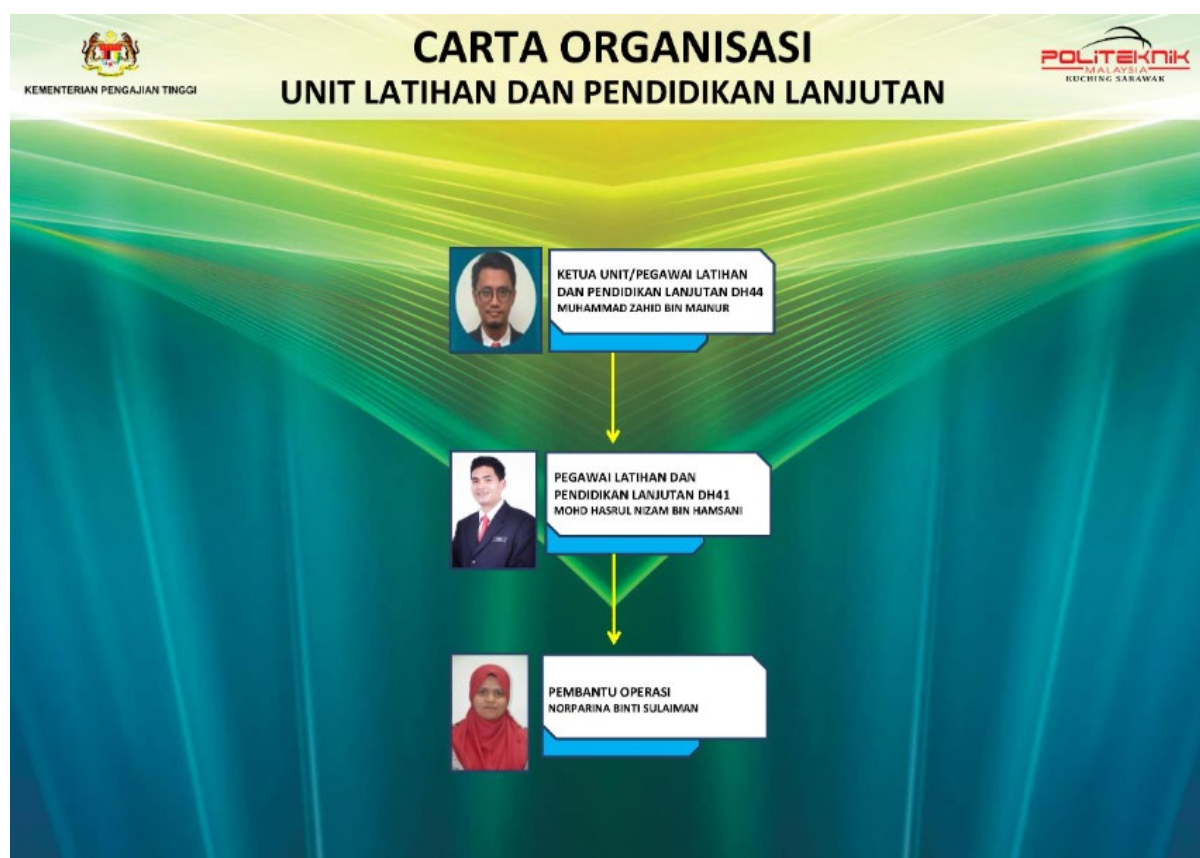 KEMENTERIAN PENGAJIAN TINGGI
CARTA ORGANISASI
UNIT LATIHAN DAN PENDIDIKAN LANJUTAN
POLITEKNIK
MALAYSIA
KUCHING SARAWAK
KETUA UNIT/PEGAWAI LATIHAN
DAN PENDIDIKAN LANJUTAN DH44
MUHAMMAD ZAHID BIN MAINUR
PEGAWAI LATIHAN DAN
PENDIDIKAN LANJUTAN DH41
MOHD HASRUL NIZAM BIN HAMSANI
PEMBANTU OPERASI
NORPARINA BINTI SULAIMAN